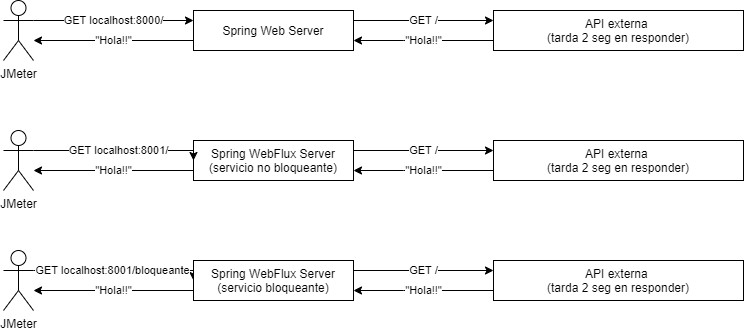 GET localhost:8000/
"Hola!!"
JMeter
Spring Web Server
GET /
"Hola!!"
API externa
(tarda 2 seg en responder)
GET localhost:8001/
"Hola!!"
JMeter
Spring WebFlux Server
(servicio no bloqueante)
GET /
"Hola!!"
API externa
(tarda 2 seg en responder)
GET localhost:8001/bloqueante
"Hola!!"
JMeter
Spring WebFlux Server
(servicio bloqueante)
GET /
"Hola!!"
API externa
(tarda 2 seg en responder)